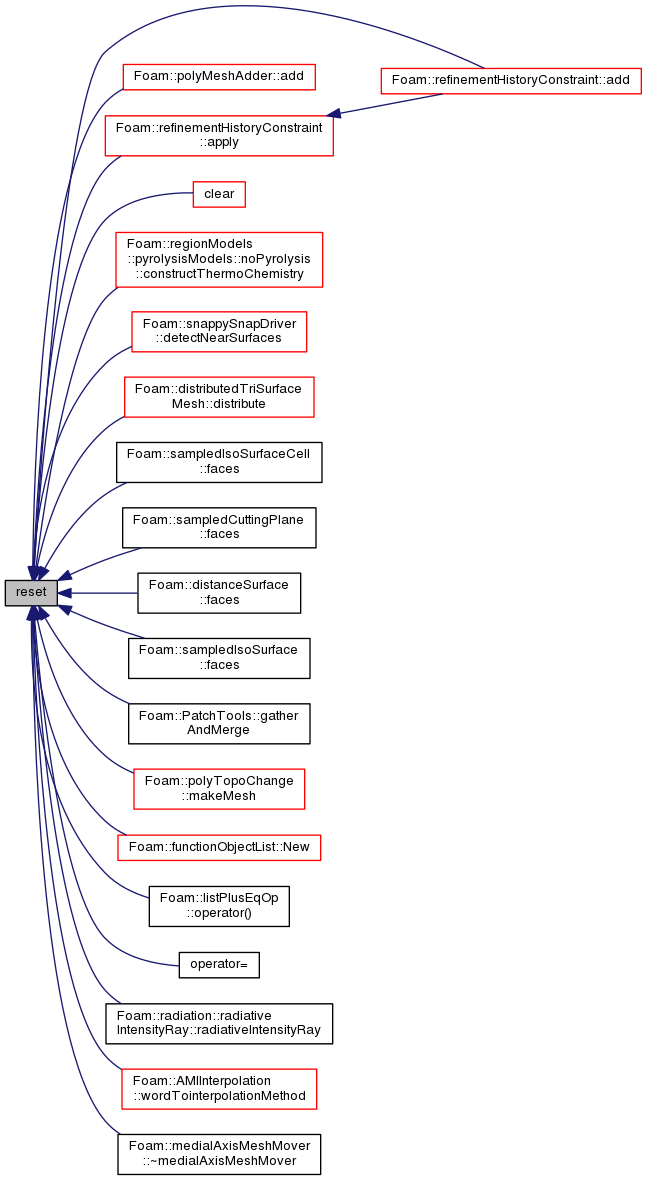 Foam::polyMeshAdder::add
Foam::refinementHistoryConstraint::add
Foam::refinementHistoryConstraint
::apply
clear
Foam::regionModels
::pyrolysisModels::noPyrolysis
::constructThermoChemistry
Foam::snappySnapDriver
::detectNearSurfaces
Foam::distributedTriSurface
Mesh::distribute
Foam::sampledIsoSurfaceCell
::faces
Foam::sampledCuttingPlane
::faces
Foam::distanceSurface
::faces
reset
Foam::sampledIsoSurface
::faces
Foam::PatchTools::gather
AndMerge
Foam::polyTopoChange
::makeMesh
Foam::functionObjectList::New
Foam::listPlusEqOp
::operator()
operator=
Foam::radiation::radiative
IntensityRay::radiativeIntensityRay
Foam::AMIInterpolation
::wordTointerpolationMethod
Foam::medialAxisMeshMover
::~medialAxisMeshMover